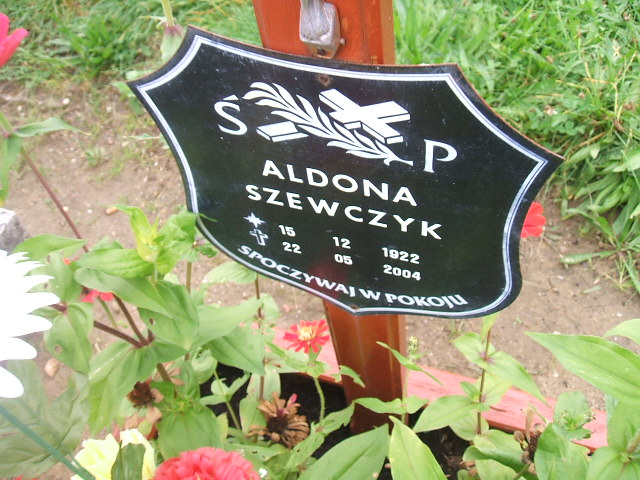 Ś P
ALDONA
SZEWCZYK
15 12 1922
22 05 2004
SPOCZYWAJ W POKOJU